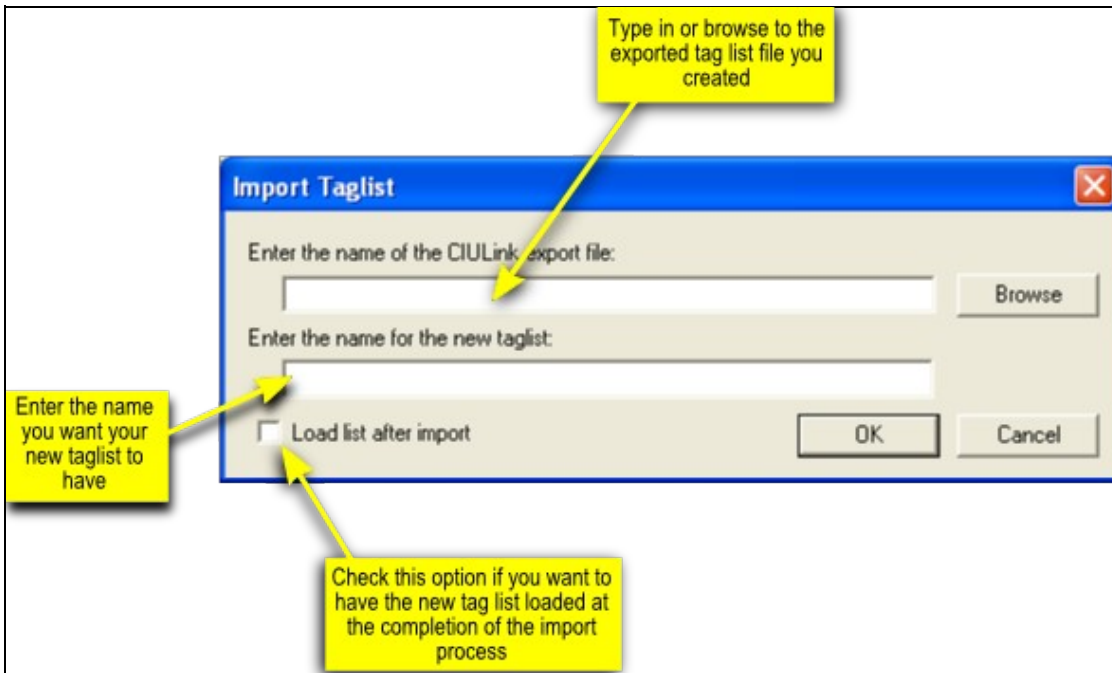 Type in or browse to the
exported tag list file you
created
Import Taglist
Enter the name of the CIULink export file:
Browse
Enter the name for the new taglist:
Enter the name
you want your
new taglist to
have
Load list after import
OK
Cancel
Check this option if you want to
have the new tag list loaded at
the completion of the import
process